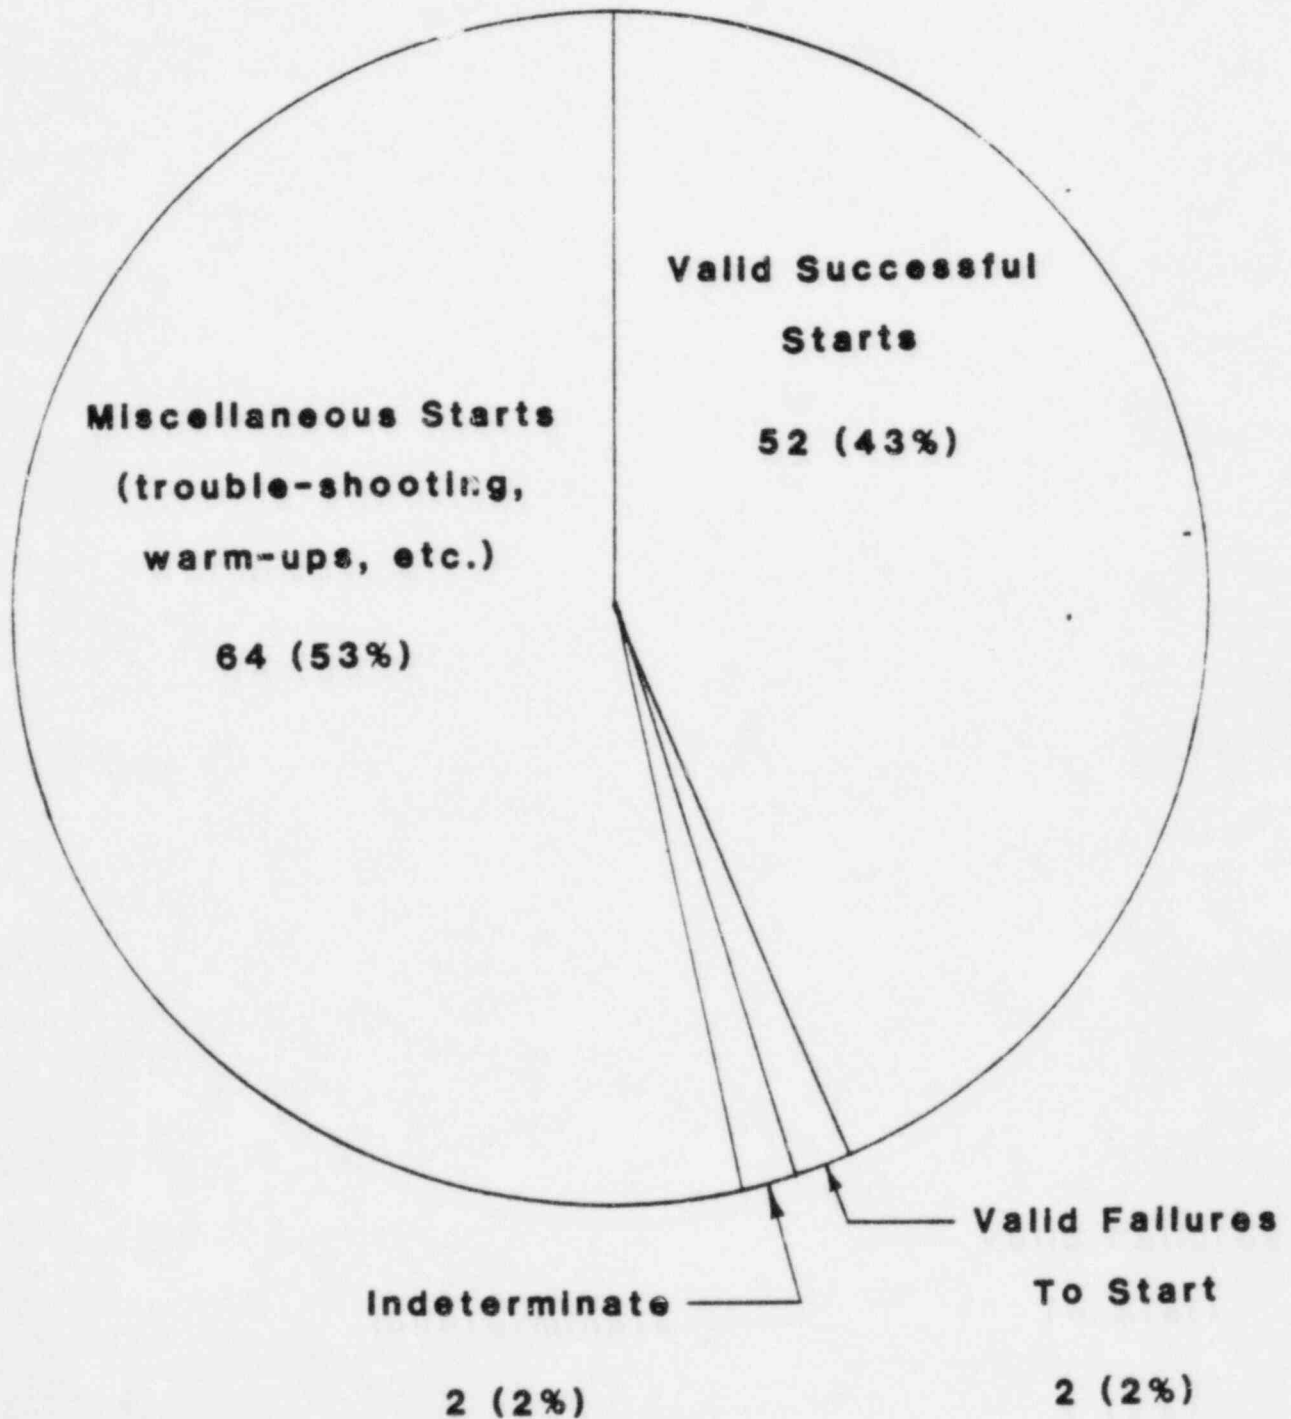 Valid Successful
Starts
52 (43%)
Miscellaneous Starts
(trouble-shooting,
warm-ups, etc.)
64 (53%)
Valid Failures
To Start
2 (2%)
Indeterminate
2 (2%)